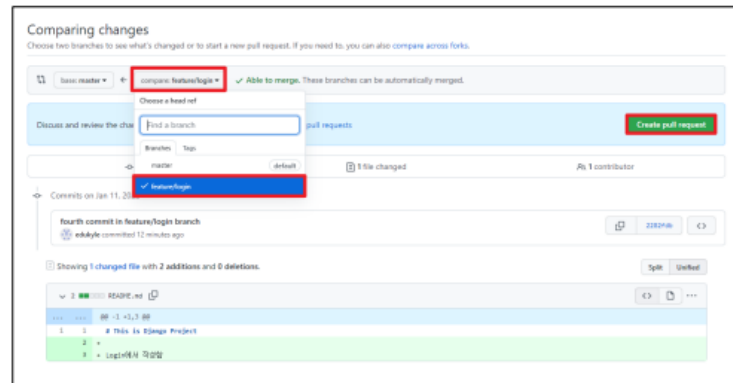 Comparing changes
Choose two branches to see what's changed or to start a new pull request. If you need to, you can also compare across forks.
base: master ← compare: feature/login ✓ Able to merge. These branches can be automatically merged.
Choose a head ref
Discuss and review the Find a branch pull requests Create pull request
Branches Tags
master default 1 file changed 1 contributor
✓ feature/login
Commits on Jan 11,
fourth commit in feature/login branch
edukyle committed 12 minutes ago
Showing 1 changed file with 2 additions and 0 deletions.
Split Unified
2 README.md
@@ -1 +1,3 @@
1 1 # This is Django Project
2 +
3 + Login에서 작성함